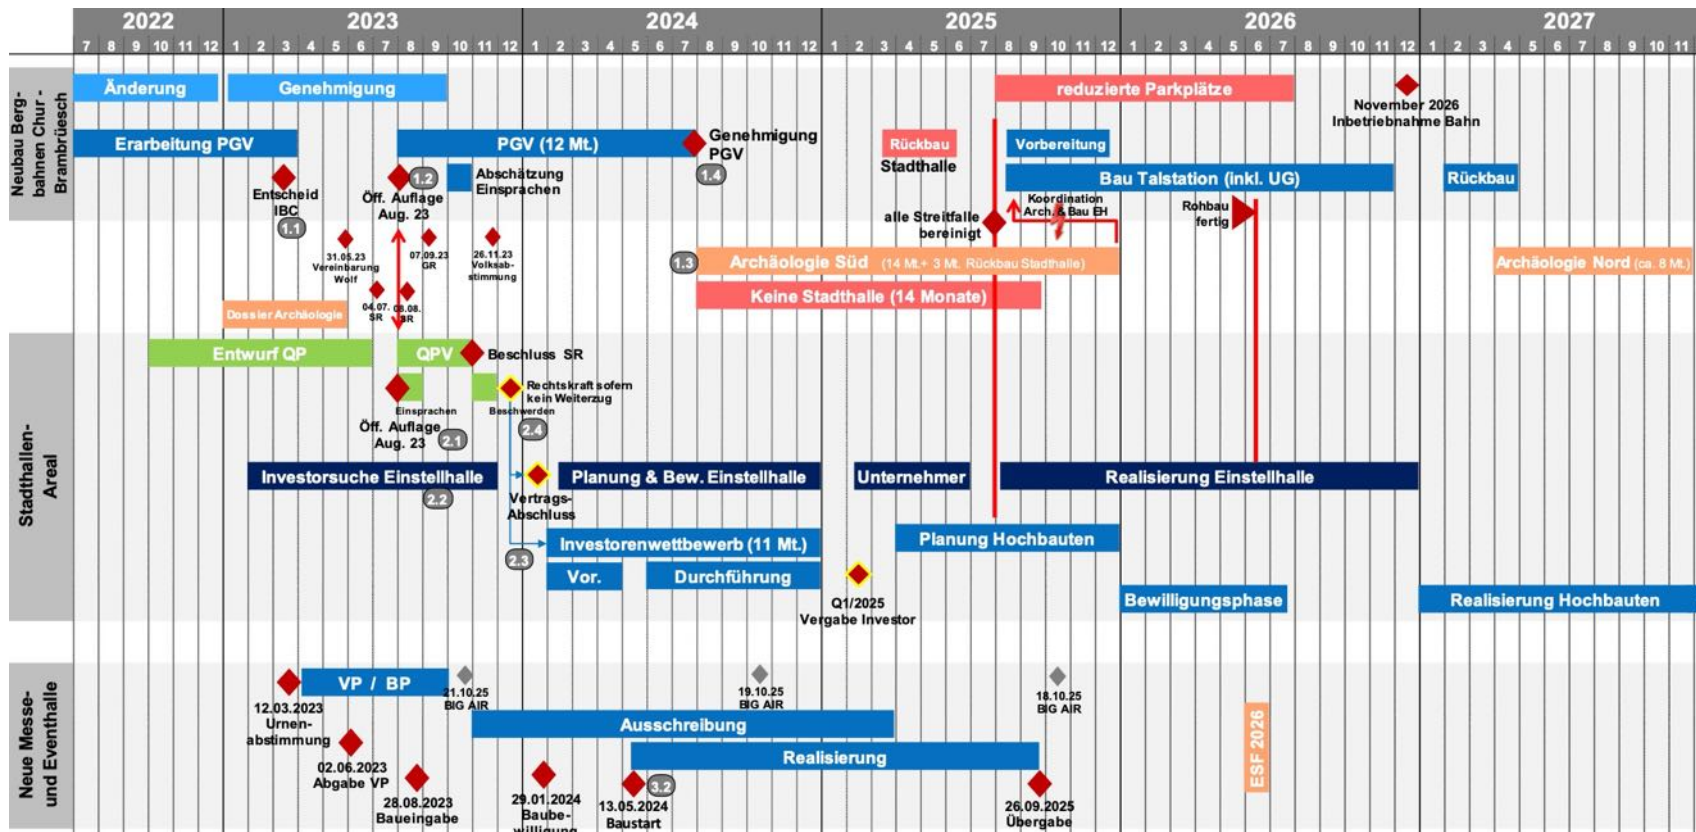 2022 2023 2024 2025 2026 2027
7 8 9 10 11 12 1 2 3 4 5 6 7 8 9 10 11 12 1 2 3 4 5 6 7 8 9 10 11 12 1 2 3 4 5 6 7 8 9 10 11 12 1 2 3 4 5 6 7 8 9 10 11 12 1 2 3 4 5 6 7 8 9 10 11
Neubau Berg-
bahnen Chur -
Brambrüesch
Änderung
Genehmigung
reduzierte Parkplätze
November 2026
Inbetriebnahme Bahn
Erarbeitung PGV
PGV (12 Mt.)
Genehmigung
PGV
1.4
Rückbau
Stadthalle
Vorbereitung
Entscheid
IBC
1.1
1.2
Öff. Auflage
Aug. 23
Abschätzung
Einsprachen
Bau Talstation (inkl. UG)
Rückbau
Koordination
Arch. & Bau EH
Rohbau
fertig
alle Streitfälle
bereinigt
31.05.23
Vereinbarung
Wolf
07.09.23
GR
26.11.23
Volksab-
stimmung
04.07.
SR
08.08.
SR
1.3
Archäologie Süd (14 Mt.+ 3 Mt. Rückbau Stadthalle)
Archäologie Nord (ca. 8 Mt.)
Keine Stadthalle (14 Monate)
Dossier Archäologie
Stadthallen-
Areal
Entwurf QP
QPV
Beschluss SR
Rechtskraft sofern
kein Weiterzug
Einsprachen
Beschwerden
Öff. Auflage
Aug. 23
2.1
2.4
Investorsuche Einstellhalle
2.2
Vertrags-
Abschluss
Planung & Bew. Einstellhalle
Unternehmer
Realisierung Einstellhalle
2.3
Investorenwettbewerb (11 Mt.)
Planung Hochbauten
Vor.
Durchführung
Q1/2025
Vergabe Investor
Bewilligungsphase
Realisierung Hochbauten
Neue Messe-
und Eventhalle
12.03.2023
Urnen-
abstimmung
VP / BP
21.10.25
BIG AIR
19.10.25
BIG AIR
18.10.25
BIG AIR
Ausschreibung
Realisierung
02.06.2023
Abgabe VP
28.08.2023
Baueingabe
29.01.2024
Baube-
willigung
13.05.2024
Baustart
3.2
26.09.2025
Übergabe
ESF 2026